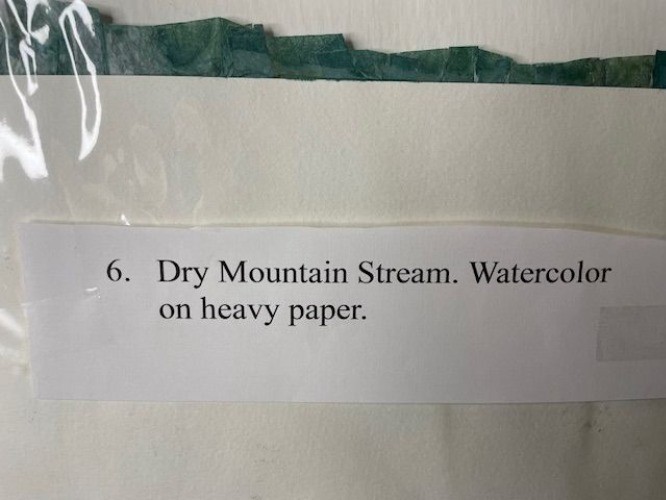 6. Dry Mountain Stream. Watercolor
on heavy paper.